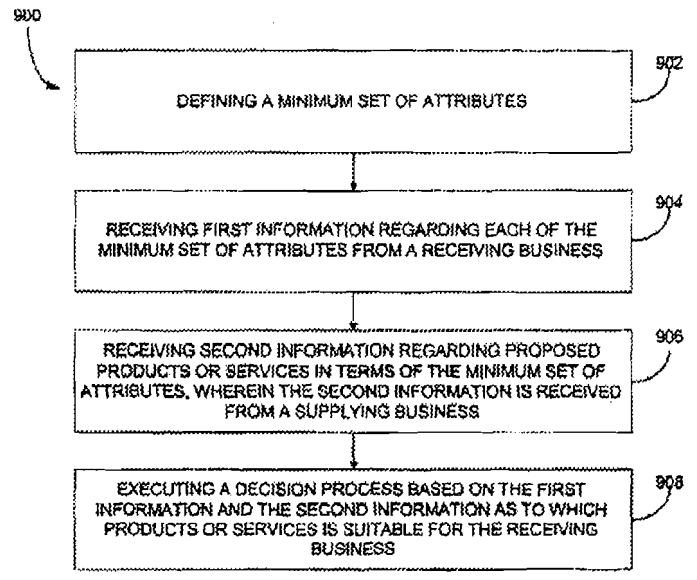 900
902
DEFINING A MINIMUM SET OF ATTRIBUTES
904
RECEIVING FIRST INFORMATION REGARDING EACH OF THE
MINIMUM SET OF ATTRIBUTES FROM A RECEIVING BUSINESS
906
RECEIVING SECOND INFORMATION REGARDING PROPOSED
PRODUCTS OR SERVICES IN TERMS OF THE MINIMUM SET OF
ATTRIBUTES, WHEREIN THE SECOND INFORMATION IS RECEIVED
FROM A SUPPLYING BUSINESS
908
EXECUTING A DECISION PROCESS BASED ON THE FIRST
INFORMATION AND THE SECOND INFORMATION AS TO WHICH
PRODUCTS OR SERVICES IS SUITABLE FOR THE RECEIVING
BUSINESS